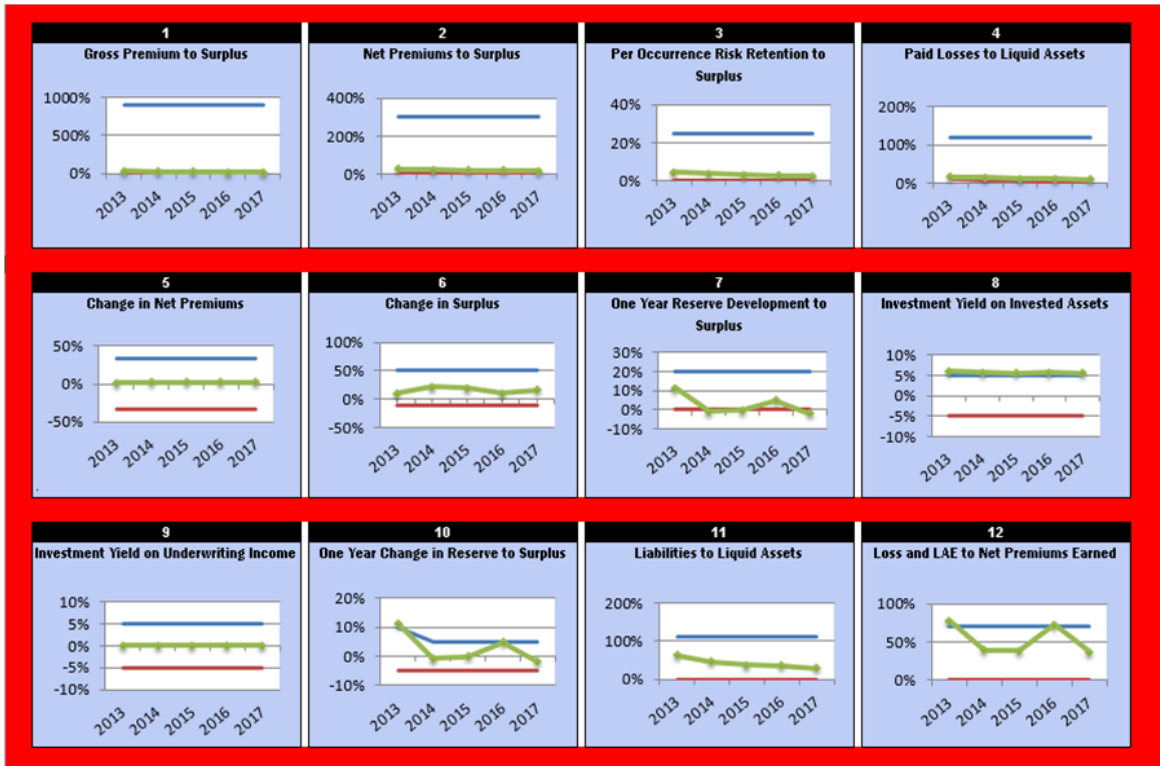 1
Gross Premium to Surplus
1000%
500%
0%
2013 2014 2015 2016 2017
2
Net Premiums to Surplus
400%
200%
0%
2013 2014 2015 2016 2017
3
Per Occurrence Risk Retention to
Surplus
40%
20%
0%
2013 2014 2015 2016 2017
4
Paid Losses to Liquid Assets
200%
100%
0%
2013 2014 2015 2016 2017
5
Change in Net Premiums
50%
0%
-50%
2013 2014 2015 2016 2017
6
Change in Surplus
100%
50%
0%
-50%
2013 2014 2015 2016 2017
7
One Year Reserve Development to
Surplus
30%
20%
10%
0%
-10%
2013 2014 2015 2016 2017
8
Investment Yield on Invested Assets
10%
5%
0%
-5%
-10%
2013 2014 2015 2016 2017
9
Investment Yield on Underwriting Income
10%
5%
0%
-5%
-10%
2013 2014 2015 2016 2017
10
One Year Change in Reserve to Surplus
20%
10%
0%
-10%
2013 2014 2015 2016 2017
11
Liabilities to Liquid Assets
200%
100%
0%
2013 2014 2015 2016 2017
12
Loss and LAE to Net Premiums Earned
100%
50%
0%
2013 2014 2015 2016 2017